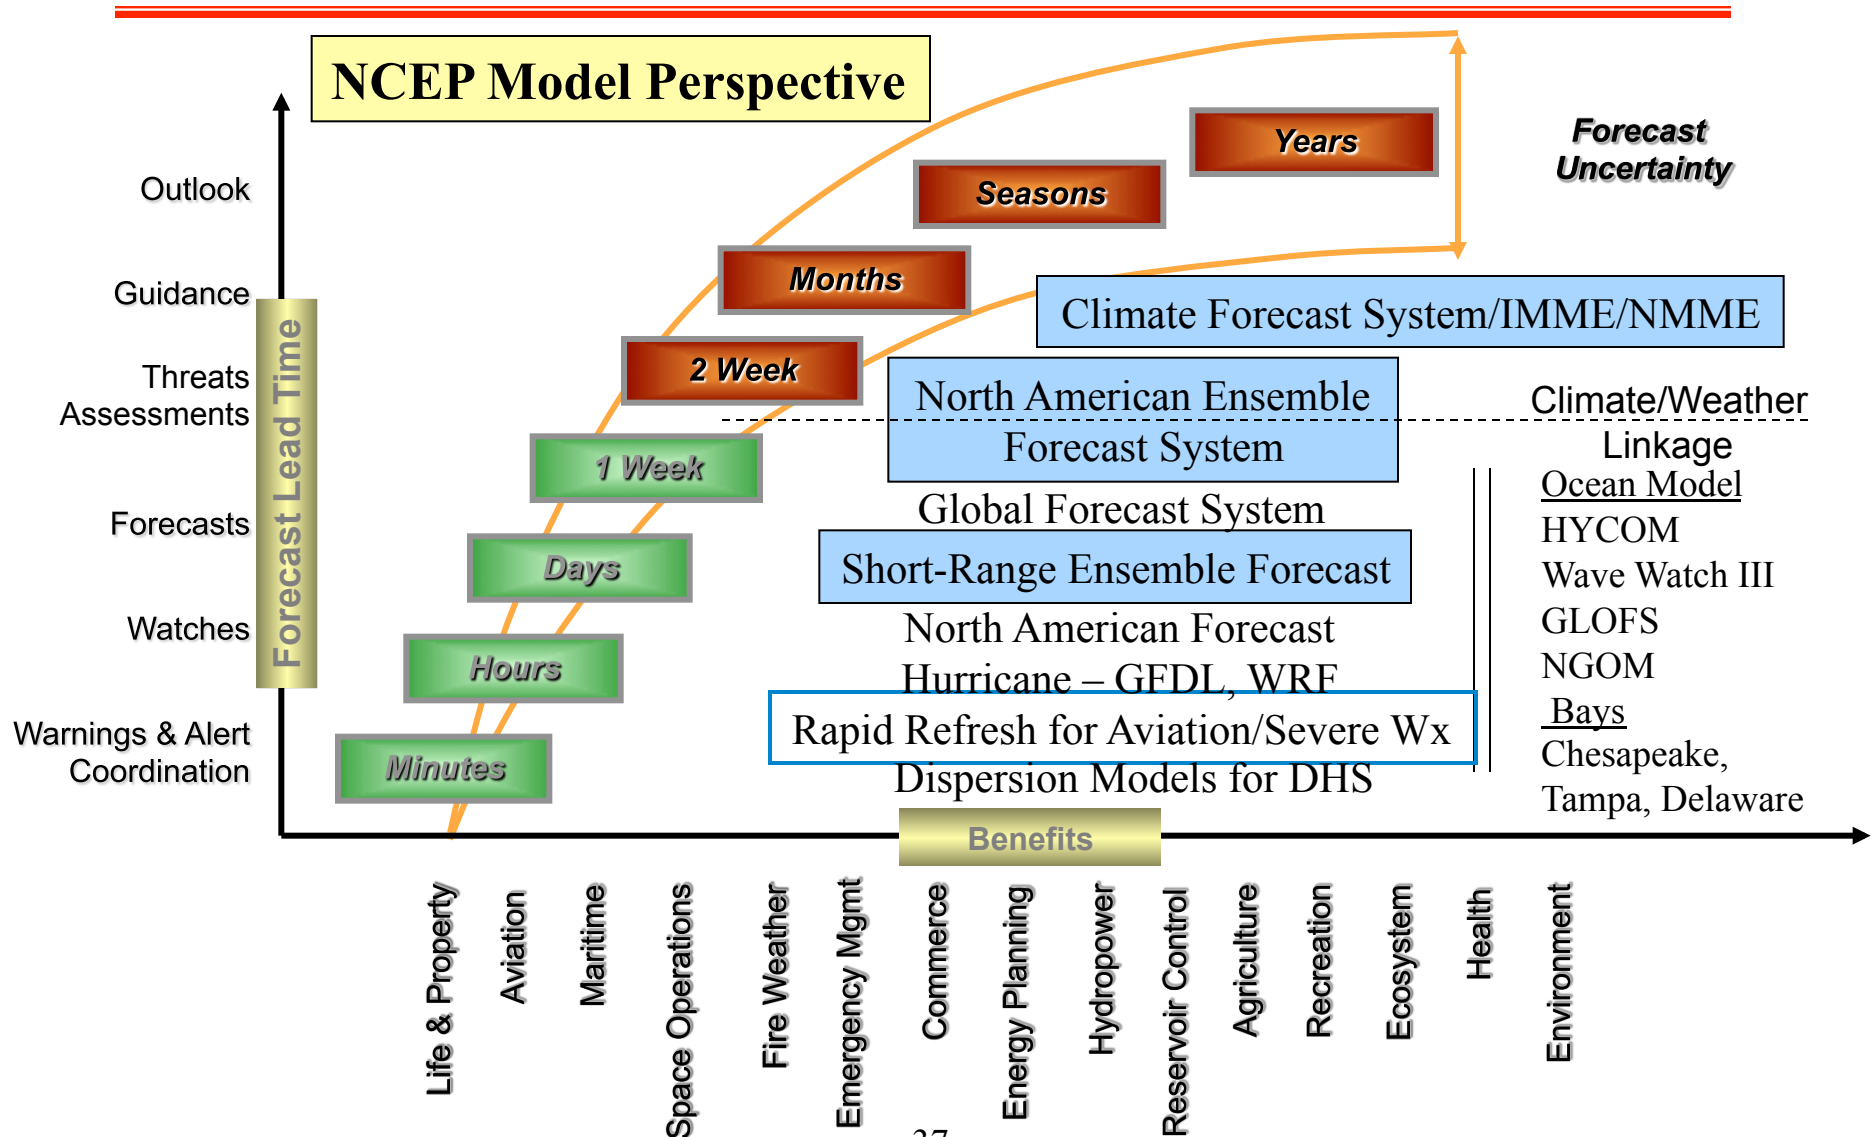 NCEP Model Perspective
Years
Forecast
Uncertainty
Seasons
Outlook
Months
Guidance
Climate Forecast System/IMME/NMME
2 Week
Threats
Assessments
North American Ensemble
Forecast System
Climate/Weather
Linkage
Forecast Lead Time
1 Week
Ocean Model
HYCOM
Wave Watch III
GLOFS
NGOM
Bays
Chesapeake,
Tampa, Delaware
Global Forecast System
Forecasts
Days
Short-Range Ensemble Forecast
Watches
North American Forecast
Hours
Hurricane – GFDL, WRF
Rapid Refresh for Aviation/Severe Wx
Warnings & Alert
Coordination
Minutes
Dispersion Models for DHS
Benefits
Life & Property
Aviation
Maritime
Space Operations
Fire Weather
Emergency Mgmt
Commerce
Energy Planning
Hydropower
Reservoir Control
Agriculture
Recreation
Ecosystem
Health
Environment
37